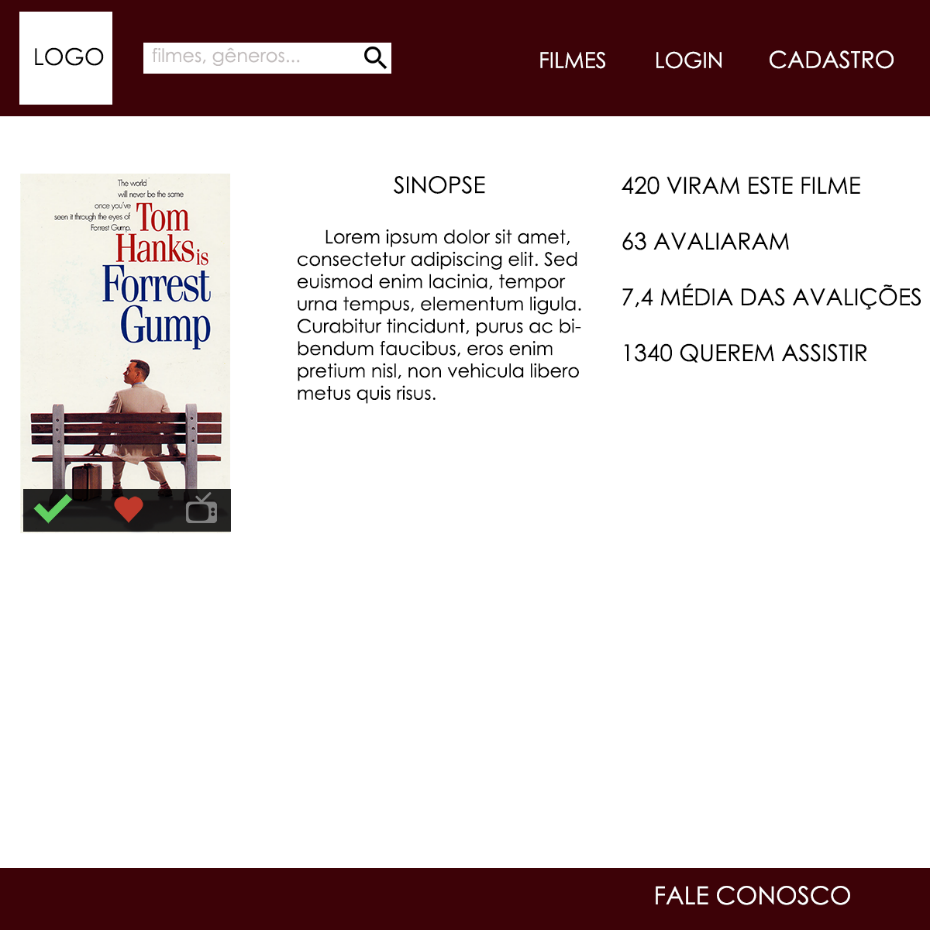 LOGO
filmes, gêneros...
FILMES
LOGIN
CADASTRO
The world
will never be the same
once you've
seen it through the eyes of
Forrest Gump.
Tom
Hanks is
Forrest
Gump
SINOPSE
Lorem ipsum dolor sit amet,
consectetur adipiscing elit. Sed
euismod enim lacinia, tempor
urna tempus, elementum ligula.
Curabitur tincidunt, purus ac bi-
bendum faucibus, eros enim
pretium nisl, non vehicula libero
metus quis risus.
420 VIRAM ESTE FILME
63 AVALIARAM
7,4 MÉDIA DAS AVALIÇÕES
1340 QUEREM ASSISTIR
FALE CONOSCO